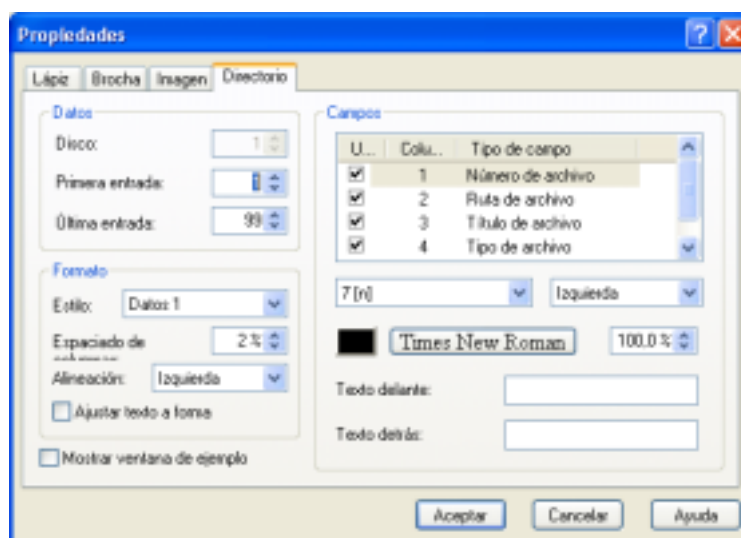 Propiedades
Lápiz Brocha Imagen Directorio
Datos
Disco: 1
Primera entrada: 1
Última entrada: 99
Formato
Estilo: Datos 1
Espaciado de 2 %
Alineación: Izquierda
Ajustar texto a forma
Mostrar ventana de ejemplo
Campos
U... Colu... Tipo de campo
1 Número de archivo
2 Ruta de archivo
3 Título de archivo
4 Tipo de archivo
7 [n] Izquierda
Times New Roman 100,0 %
Texto delante:
Texto detrás:
Aceptar Cancelar Ayuda